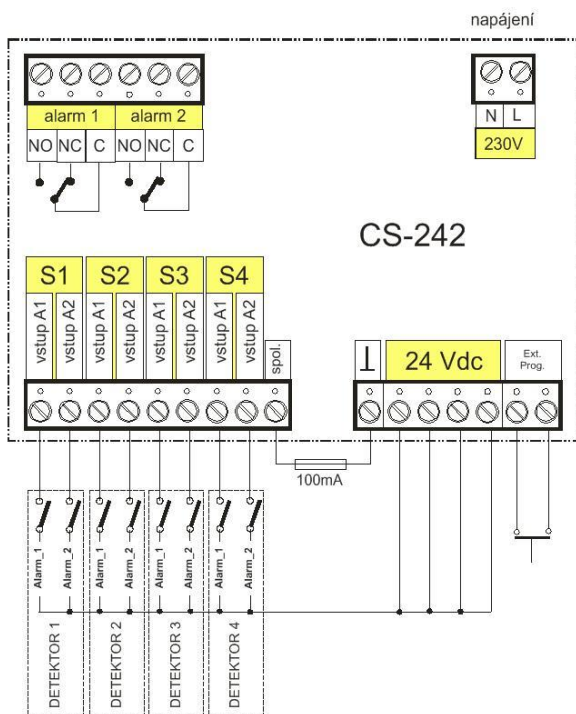 napájení
alarm 1 alarm 2
NO NC C NO NC C
N L
230V
CS-242
S1 S2 S3 S4
vstup A1 vstup A2 vstup A1 vstup A2 vstup A1 vstup A2 vstup A1 vstup A2 spol.
24 Vdc
Ext.
Prog.
100mA
Alarm_1 Alarm_2 Alarm_1 Alarm_2 Alarm_1 Alarm_2 Alarm_1 Alarm_2
DETEKTOR 1 DETEKTOR 2 DETEKTOR 3 DETEKTOR 4